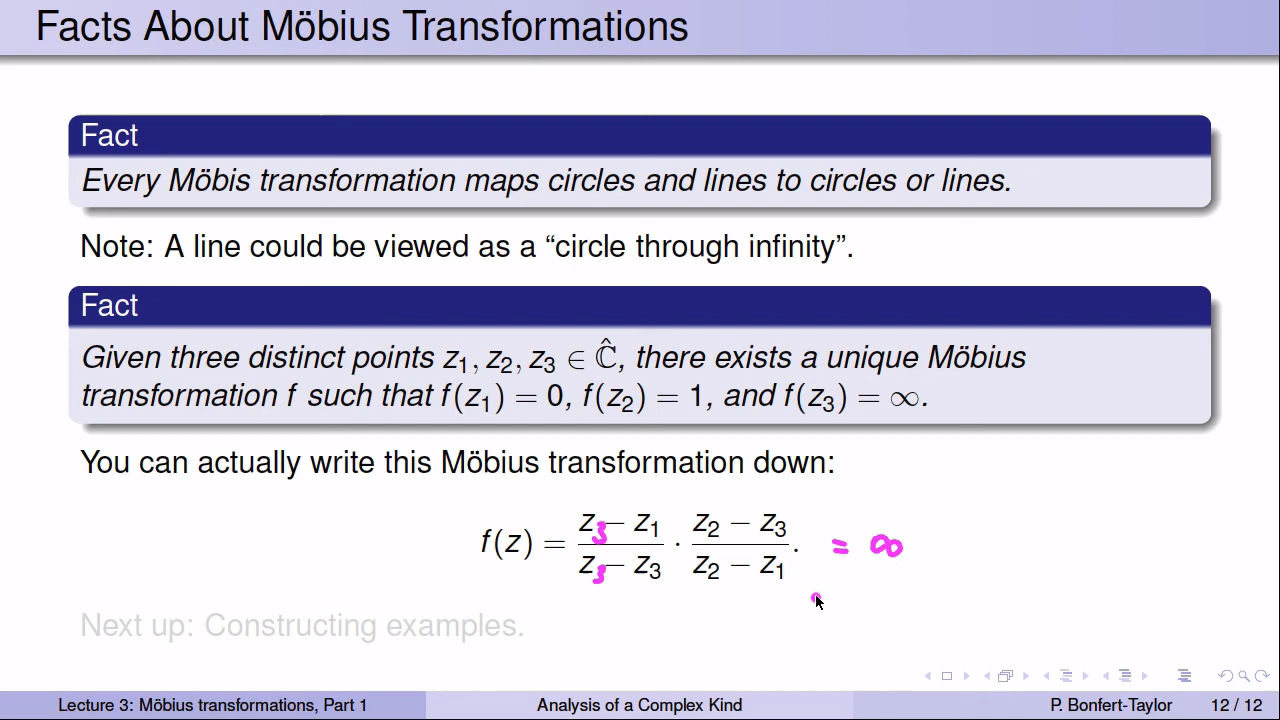 Facts About Möbius Transformations
Fact
Every Möbis transformation maps circles and lines to circles or lines.
Note: A line could be viewed as a “circle through infinity”.
Fact
Given three distinct points z₁, z₂, z₃ ∈ Ĉ, there exists a unique Möbius
transformation f such that f(z₁) = 0, f(z₂) = 1, and f(z₃) = ∞.
You can actually write this Möbius transformation down:
f(z) = (z₃ − z₁)/(z₃ − z₃) · (z₂ − z₃)/(z₂ − z₁). = ∞
Next up: Constructing examples.
Lecture 3: Möbius transformations, Part 1 Analysis of a Complex Kind P. Bonfert-Taylor 12 / 12